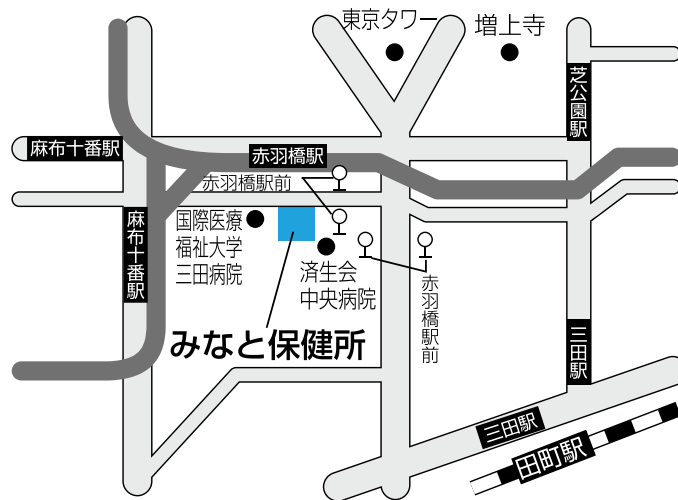 東京タワー
増上寺
芝公園駅
麻布十番駅
赤羽橋駅
赤羽橋駅前
麻布十番駅
国際医療
福祉大学
三田病院
済生会
中央病院
赤羽橋駅前
みなと保健所
三田駅
三田駅
田町駅